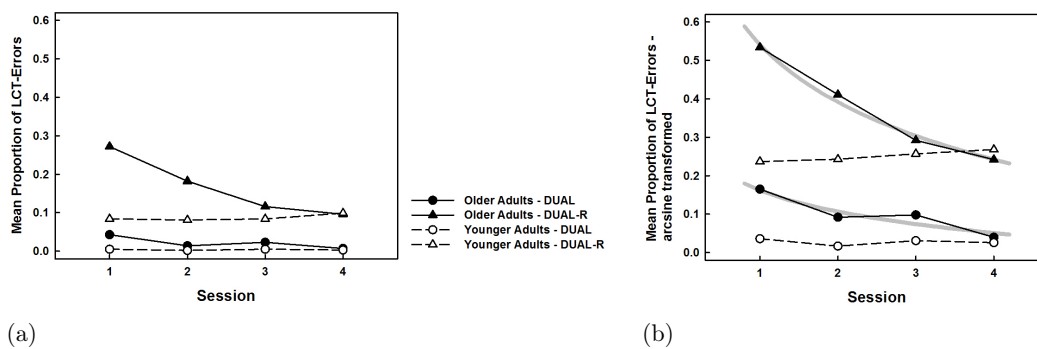 0.6
0.5
0.4
0.3
0.2
0.1
0.0
Mean Proportion of LCT-Errors
1 2 3 4
Session
(a)
Older Adults - DUAL
Older Adults - DUAL-R
Younger Adults - DUAL
Younger Adults - DUAL-R
0.6
0.5
0.4
0.3
0.2
0.1
0.0
Mean Proportion of LCT-Errors -
arcsine transformed
1 2 3 4
Session
(b)